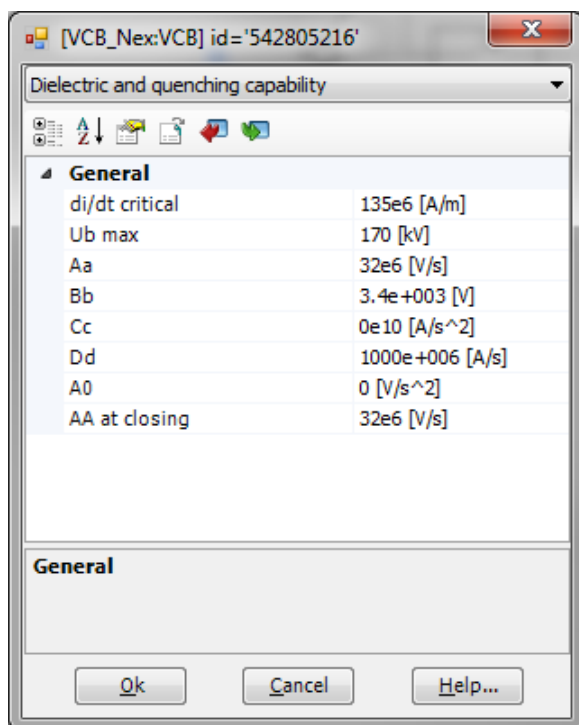 [VCB_Nex:VCB] id='542805216'
Dielectric and quenching capability
General
di/dt critical 135e6 [A/m]
Ub max 170 [kV]
Aa 32e6 [V/s]
Bb 3.4e+003 [V]
Cc 0e10 [A/s^2]
Dd 1000e+006 [A/s]
A0 0 [V/s^2]
AA at closing 32e6 [V/s]
General
Ok Cancel Help...